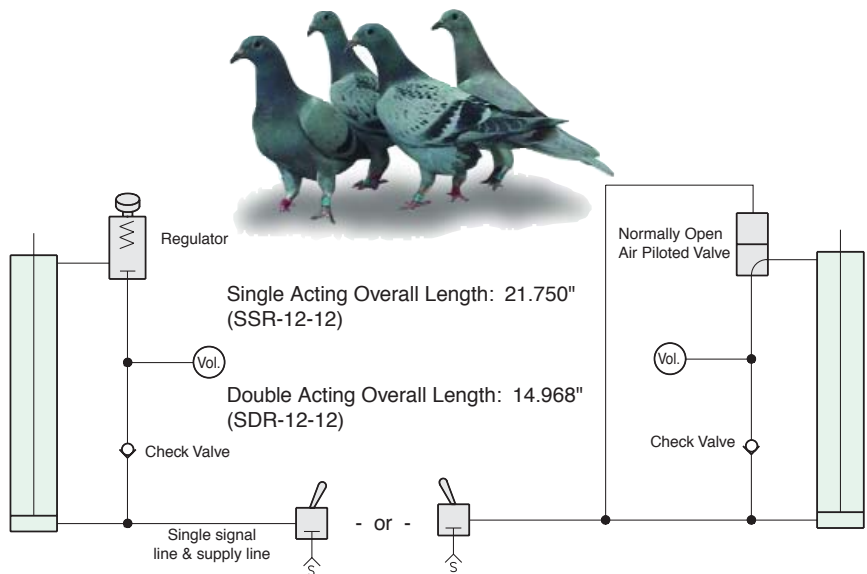 Regulator
Normally Open
Air Piloted Valve
Single Acting Overall Length: 21.750"
(SSR-12-12)
Vol.
Vol.
Double Acting Overall Length: 14.968"
(SDR-12-12)
Check Valve
Check Valve
Single signal
line & supply line
- or -
S
S